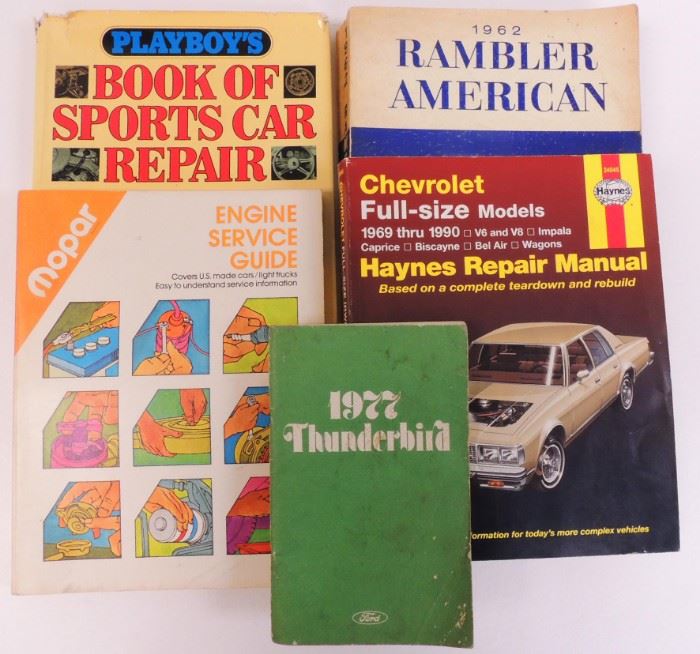 PLAYBOY'S
BOOK OF
SPORTS CAR
REPAIR
1962
RAMBLER
AMERICAN
mopar
ENGINE
SERVICE
GUIDE
Covers U.S. made cars/light trucks
Easy to understand service information
Chevrolet
Full-size Models
1969 thru 1990 □ V6 and V8 □ Impala
Caprice □ Biscayne □ Bel Air □ Wagons
Haynes Repair Manual
Based on a complete teardown and rebuild
Haynes
formation for today's more complex vehicles
1977
Thunderbird
Ford